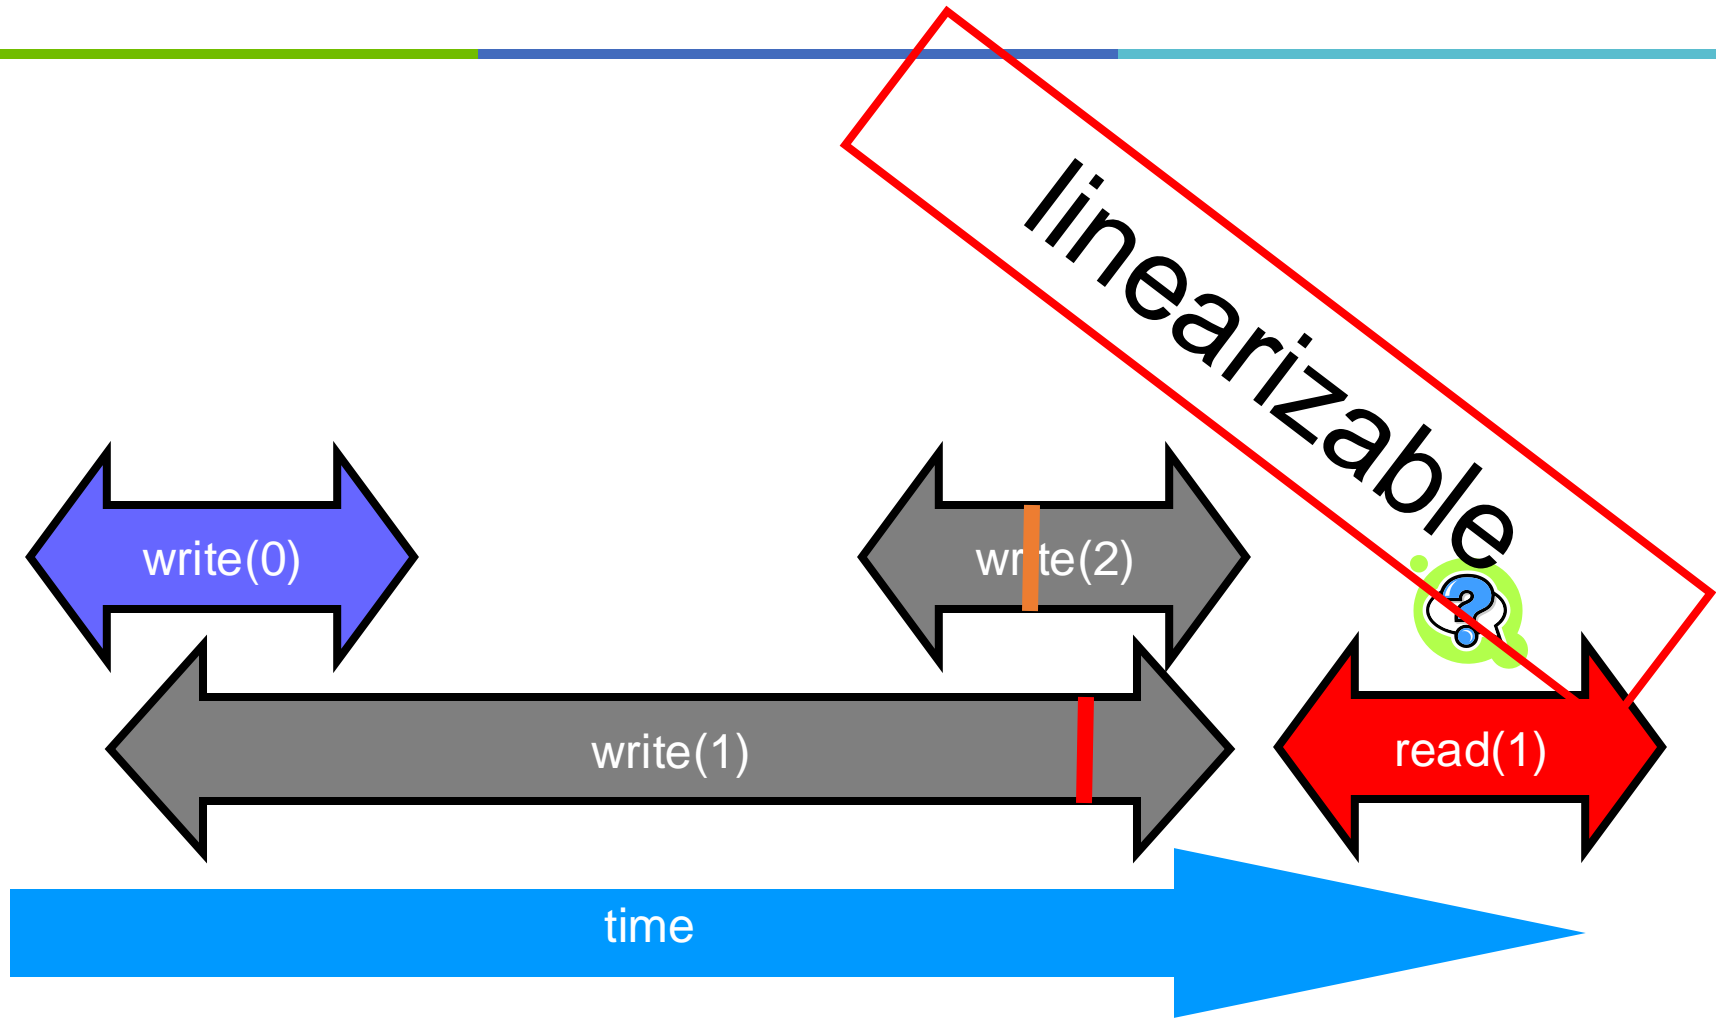 linearizable
write(0)
write(2)
write(1)
read(1)
time